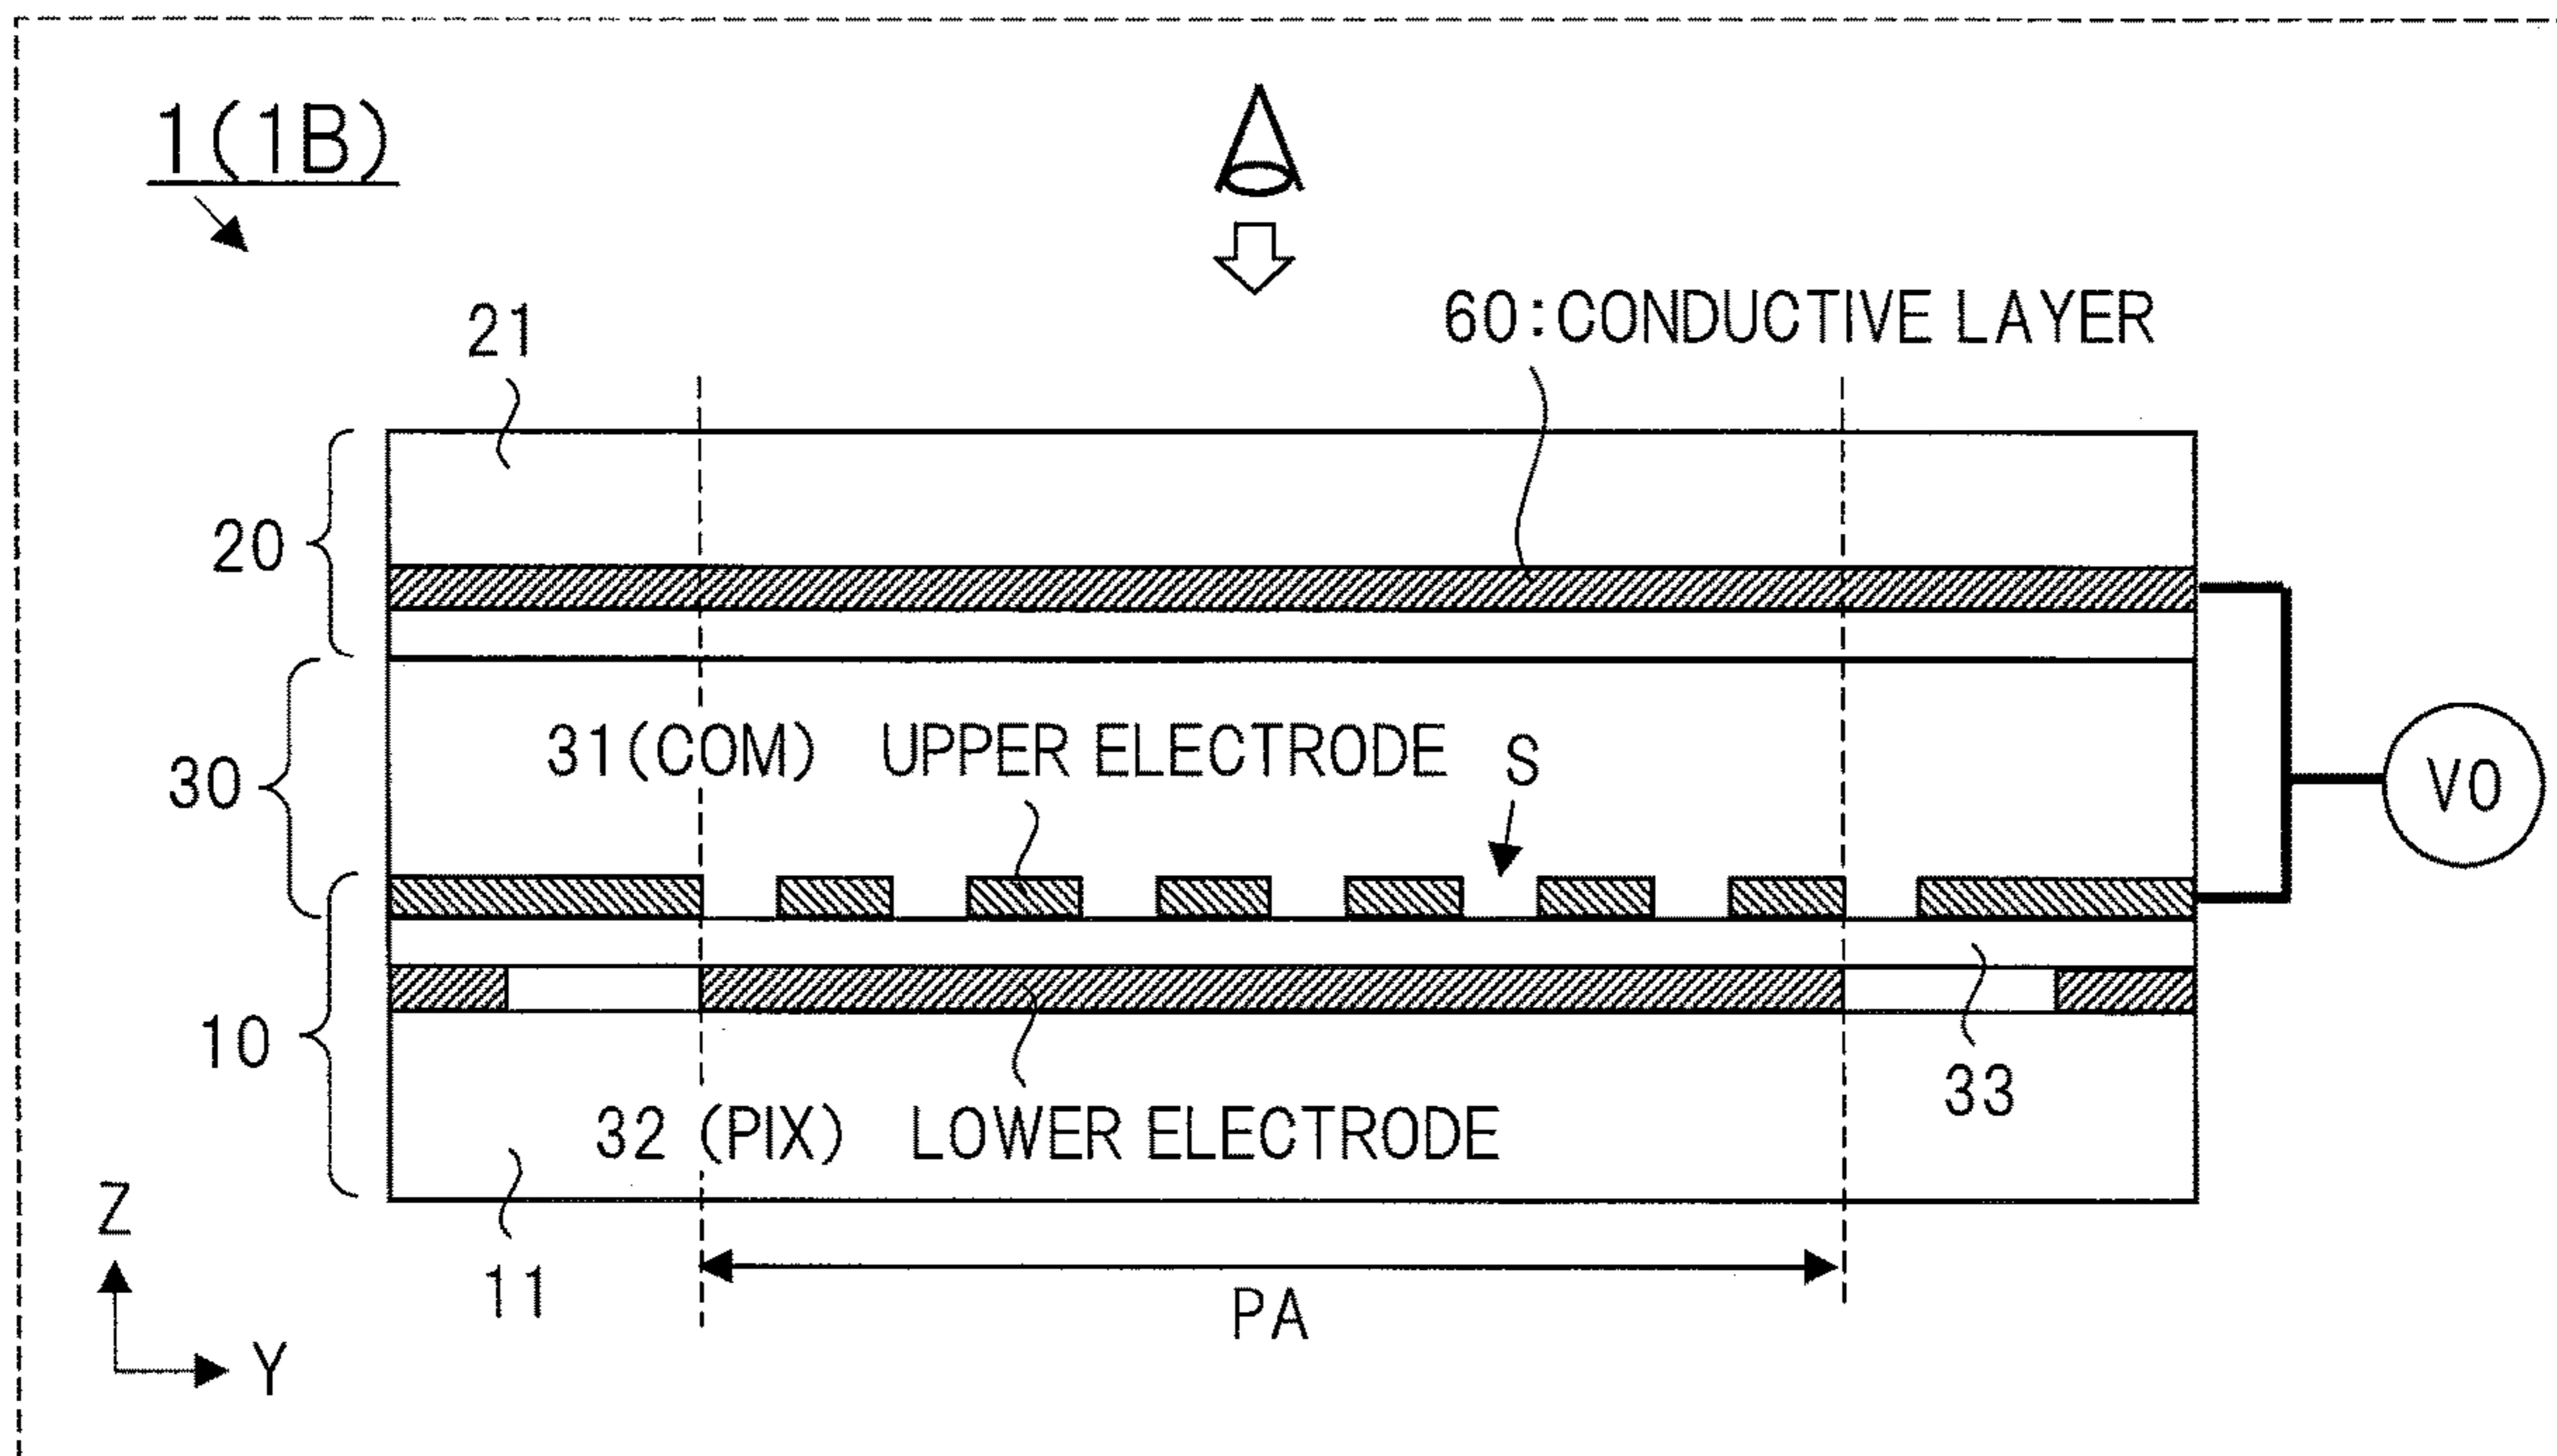 1(1B)
60:CONDUCTIVE LAYER
21
20
31(COM) UPPER ELECTRODE
S
30
V0
10
33
32 (PIX) LOWER ELECTRODE
Z
11
PA
Y